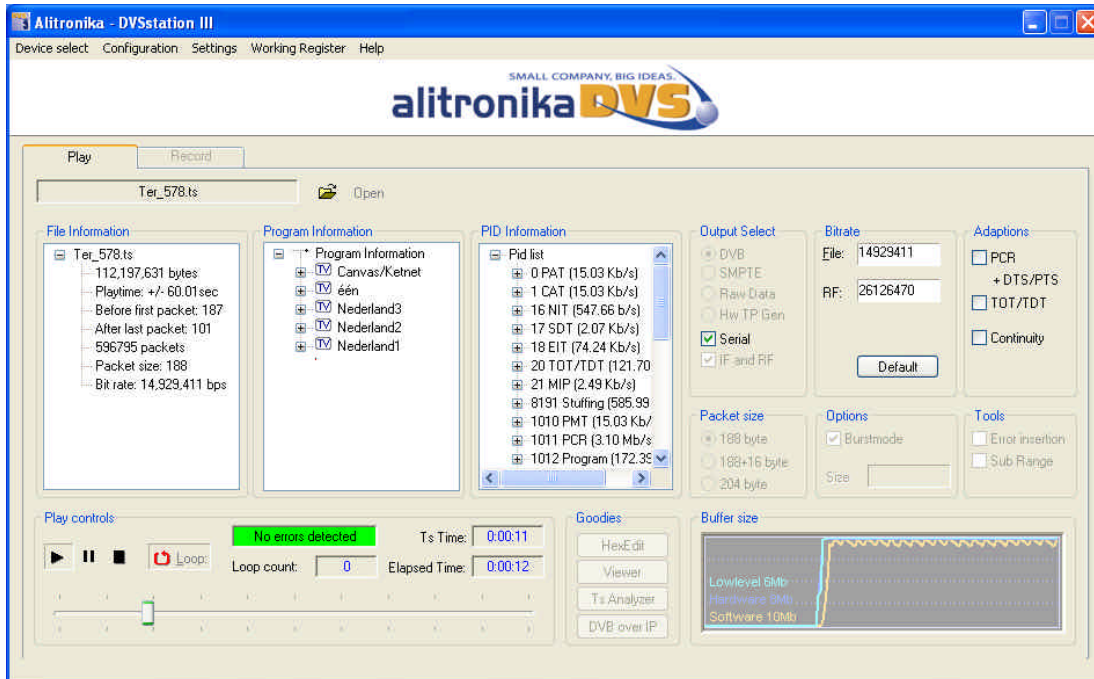 Alitronika - DVSstation III
Device select Configuration Settings Working Register Help
SMALL COMPANY, BIG IDEAS.
alitronika DVS
Play
Record
Ter_578.ts
Open
File Information
Ter_578.ts
112,197,631 bytes
Playtime: +/- 60.01sec
Before first packet: 187
After last packet: 101
596795 packets
Packet size: 188
Bit rate: 14,929,411 bps
Program Information
Program Information
TV Canvas/Ketnet
TV één
TV Nederland3
TV Nederland2
TV Nederland1
PID Information
Pid list
0 PAT (15.03 Kb/s)
1 CAT (15.03 Kb/s)
16 NIT (547.66 b/s)
17 SDT (2.07 Kb/s)
18 EIT (74.24 Kb/s)
20 TOT/TDT (121.70
21 MIP (2.49 Kb/s)
8191 Stuffing (585.99
1010 PMT (15.03 Kb/
1011 PCR (3.10 Mb/s
1012 Program (172.39
Output Select
DVB
SMPTE
Raw Data
Hw TP Gen
Serial
IF and RF
Bitrate
File: 14929411
RF: 26126470
Default
Adaptions
PCR
+ DTS/PTS
TOT/TDT
Continuity
Packet size
188 byte
188+16 byte
204 byte
Options
Burstmode
Size
Tools
Error insertion
Sub Range
Play controls
Loop:
No errors detected
Loop count: 0
Ts Time: 0:00:11
Elapsed Time: 0:00:12
Goodies
HexEdit
Viewer
Ts Analyzer
DVB over IP
Buffer size
Lowlevel 6Mb
Software 10Mb